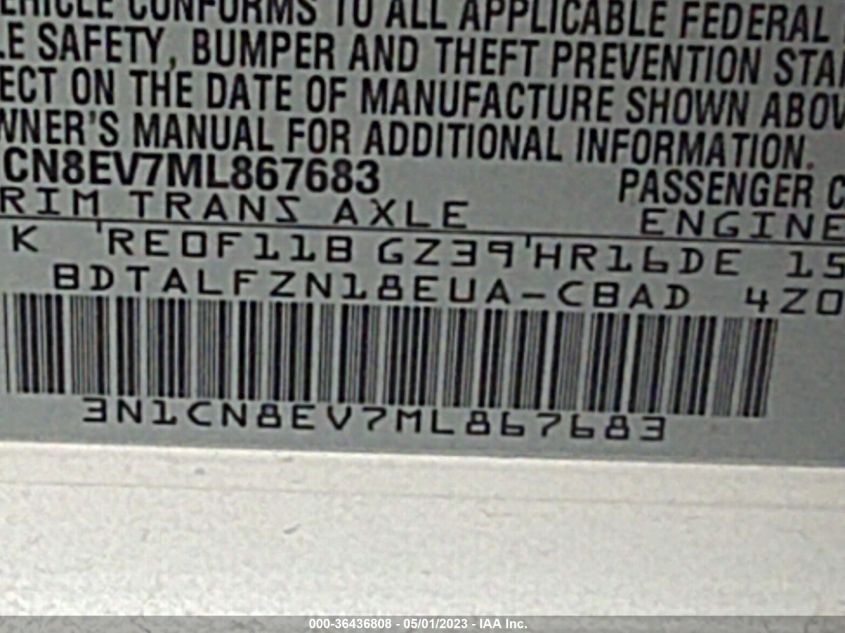 VEHICLE CONFORMS TO ALL APPLICABLE FEDERAL
LE SAFETY, BUMPER AND THEFT PREVENTION STA
ECT ON THE DATE OF MANUFACTURE SHOWN ABOV
WNER'S MANUAL FOR ADDITIONAL INFORMATION.
CN8EV7ML867683 PASSENGER C
RIM TRANS AXLE ENGINE
K 'RE0F11B GZ39'HR16DE 15
BDTALFZN18EUA-CBAD 4Z0
3N1CN8EV7ML867683
000-36436808 - 05/01/2023 - IAA Inc.